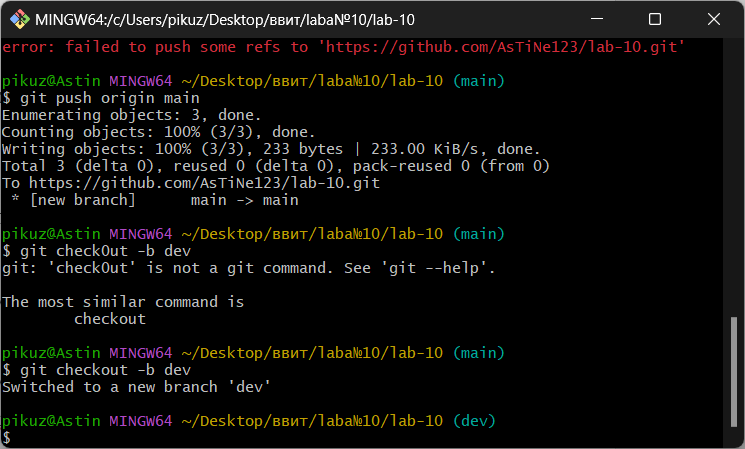 MINGW64:/c/Users/pikuz/Desktop/ввит/laba№10/lab-10
error: failed to push some refs to 'https://github.com/AsTiNe123/lab-10.git'
pikuz@Astin MINGW64 ~/Desktop/ввит/laba№10/lab-10 (main)
$ git push origin main
Enumerating objects: 3, done.
Counting objects: 100% (3/3), done.
Writing objects: 100% (3/3), 233 bytes | 233.00 KiB/s, done.
Total 3 (delta 0), reused 0 (delta 0), pack-reused 0 (from 0)
To https://github.com/AsTiNe123/lab-10.git
 * [new branch]      main -> main
pikuz@Astin MINGW64 ~/Desktop/ввит/laba№10/lab-10 (main)
$ git checkOut -b dev
git: 'checkOut' is not a git command. See 'git --help'.
The most similar command is
        checkout
pikuz@Astin MINGW64 ~/Desktop/ввит/laba№10/lab-10 (main)
$ git checkout -b dev
Switched to a new branch 'dev'
pikuz@Astin MINGW64 ~/Desktop/ввит/laba№10/lab-10 (dev)
$